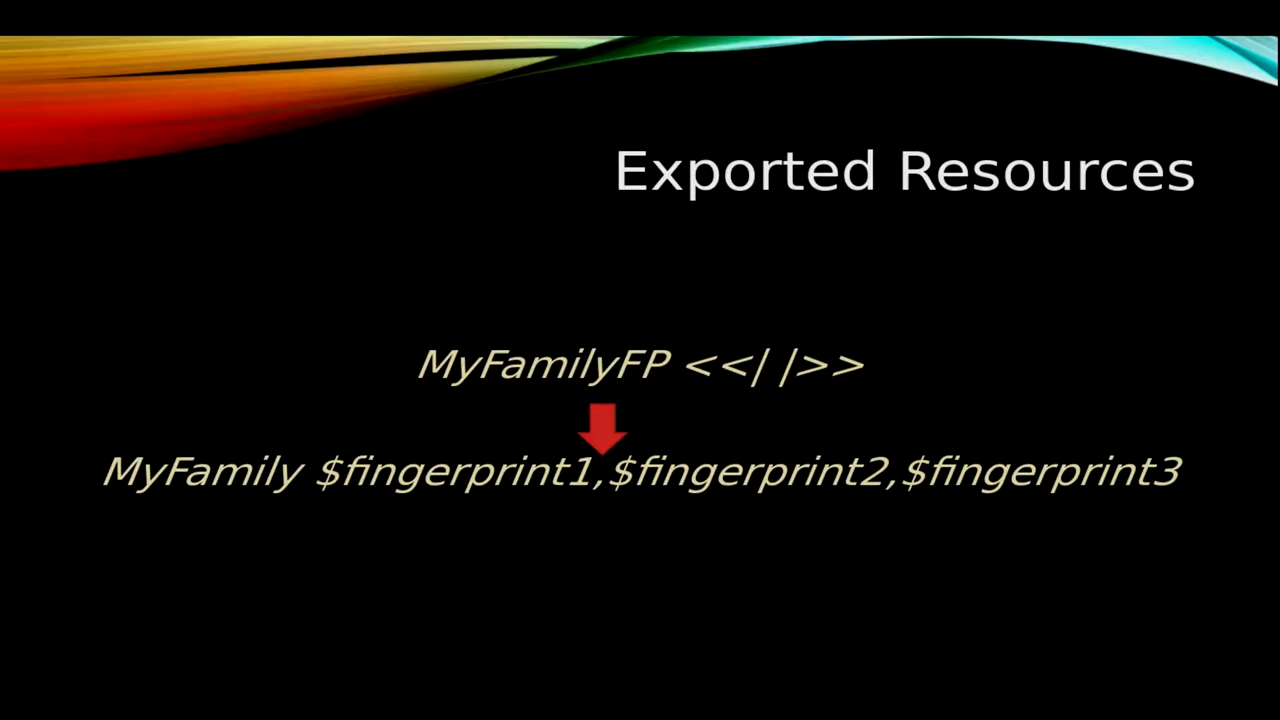 Exported Resources
MyFamilyFP <<| |>>
MyFamily $fingerprint1,$fingerprint2,$fingerprint3